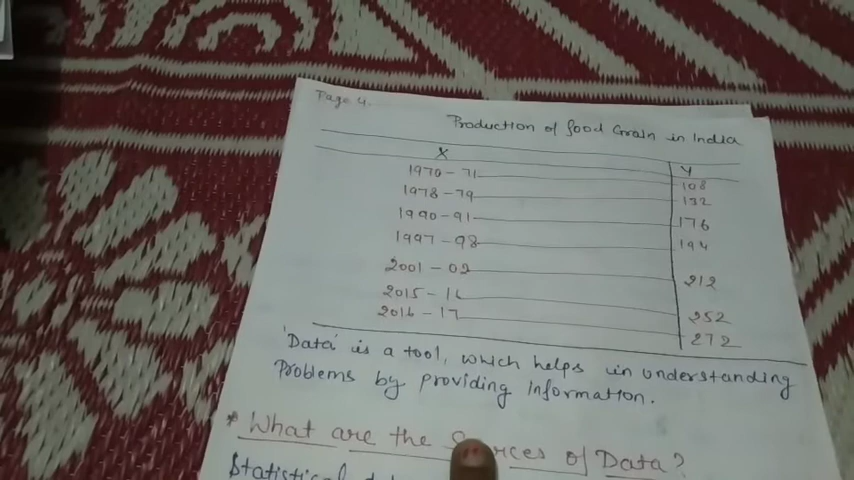 Page 4.
Production of food Grain in India
X Y
1970-71 108
1978-79 132
1990-91 176
1997-98 194
2001-02 212
2015-16 252
2016-17 272
'Data' is a tool, which helps in understanding
Problems by providing information.
* What are the Sources of Data?